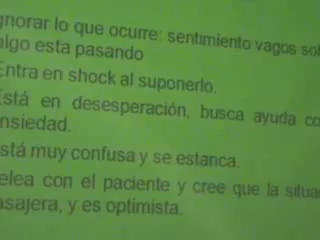 gnorar lo que ocurre: sentimiento vagos so
algo esta pasando
Entra en shock al suponerlo.
Está en desesperación, busca ayuda co
nsiedad.
stá muy confusa y se estanca.
elea con el paciente y cree que la situa
asajera, y es optimista.